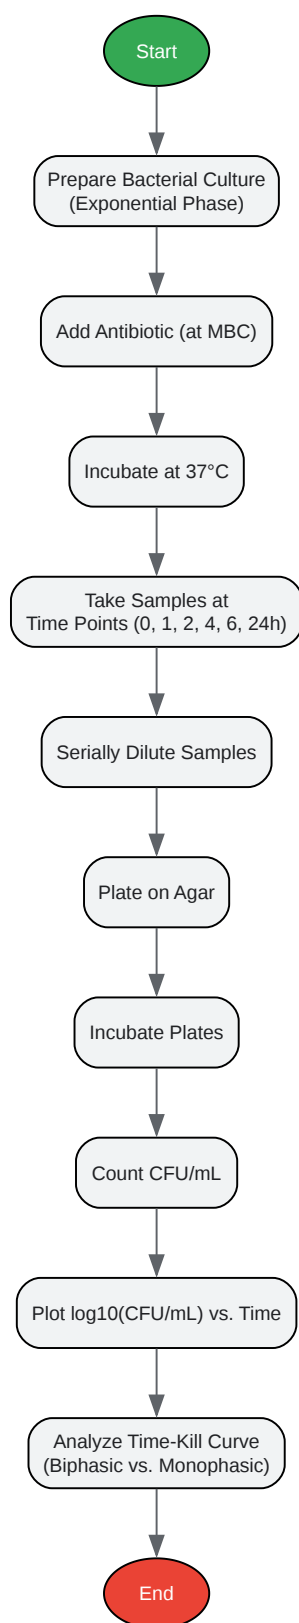 Start
Prepare Bacterial Culture
(Exponential Phase)
Add Antibiotic (at MBC)
Incubate at 37°C
Take Samples at
Time Points (0, 1, 2, 4, 6, 24h)
Serially Dilute Samples
Plate on Agar
Incubate Plates
Count CFU/mL
Plot log10(CFU/mL) vs. Time
Analyze Time-Kill Curve
(Biphasic vs. Monophasic)
End